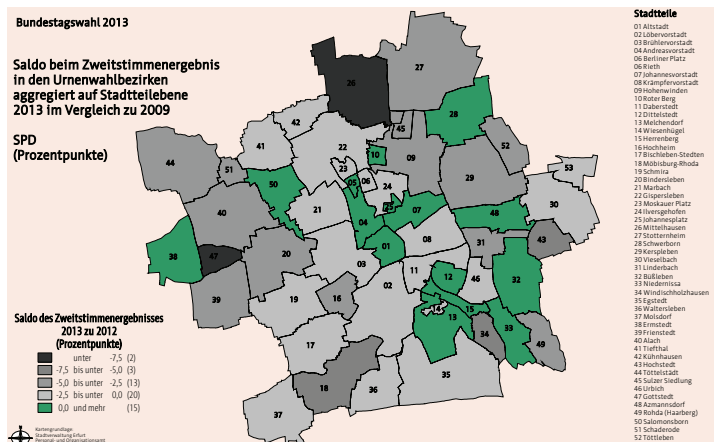 Bundestagswahl 2013
Saldo beim Zweitstimmenergebnis
in den Urnenwahlbezirken
aggregiert auf Stadtteilebene
2013 im Vergleich zu 2009
SPD
(Prozentpunkte)
27
26
28
42
45
41
22
10
52
44
51
23
09
53
50
05
06
24
29
40
21
25
07
48
30
04
38
47
01
08
31
43
20
03
11
12
46
32
39
19
16
02
14
15
13
33
34
17
49
18
36
35
37
Saldo des Zweitstimmenergebnisses
2013 zu 2012
(Prozentpunkte)
unter -7,5 (2)
-7,5 bis unter -5,0 (3)
-5,0 bis unter -2,5 (13)
-2,5 bis unter 0,0 (20)
0,0 und mehr (15)
Kartengrundlage:
Stadtverwaltung Erfurt
Personal- und Organisationsamt
Stadtteile
01 Altstadt
02 Löbervorstadt
03 Brühlervorstadt
04 Andreasvorstadt
05 Berliner Platz
06 Rieth
07 Johannesvorstadt
08 Krämpfervorstadt
09 Hohenwinden
10 Roter Berg
11 Daberstedt
12 Dittelstedt
13 Melchendorf
14 Wiesenhügel
15 Herrenberg
16 Hochheim
17 Bischleben-Stedten
18 Möbisburg-Rhoda
19 Schmira
20 Bindersleben
21 Marbach
22 Gispersleben
23 Moskauer Platz
24 Ilversgehofen
25 Johannesplatz
26 Mittelhausen
27 Stotternheim
28 Schwerborn
29 Kerspleben
30 Vieselbach
31 Linderbach
32 Büßleben
33 Niedernissa
34 Windischholzhausen
35 Egstedt
36 Waltersleben
37 Molsdorf
38 Ermstedt
39 Frienstedt
40 Alach
41 Tiefthal
42 Kühnhausen
43 Hochstedt
44 Töttelstädt
45 Sulzer Siedlung
46 Urbich
47 Gottstedt
48 Azmannsdorf
49 Rohda (Haarberg)
50 Salomonsborn
51 Schaderode
52 Töttleben